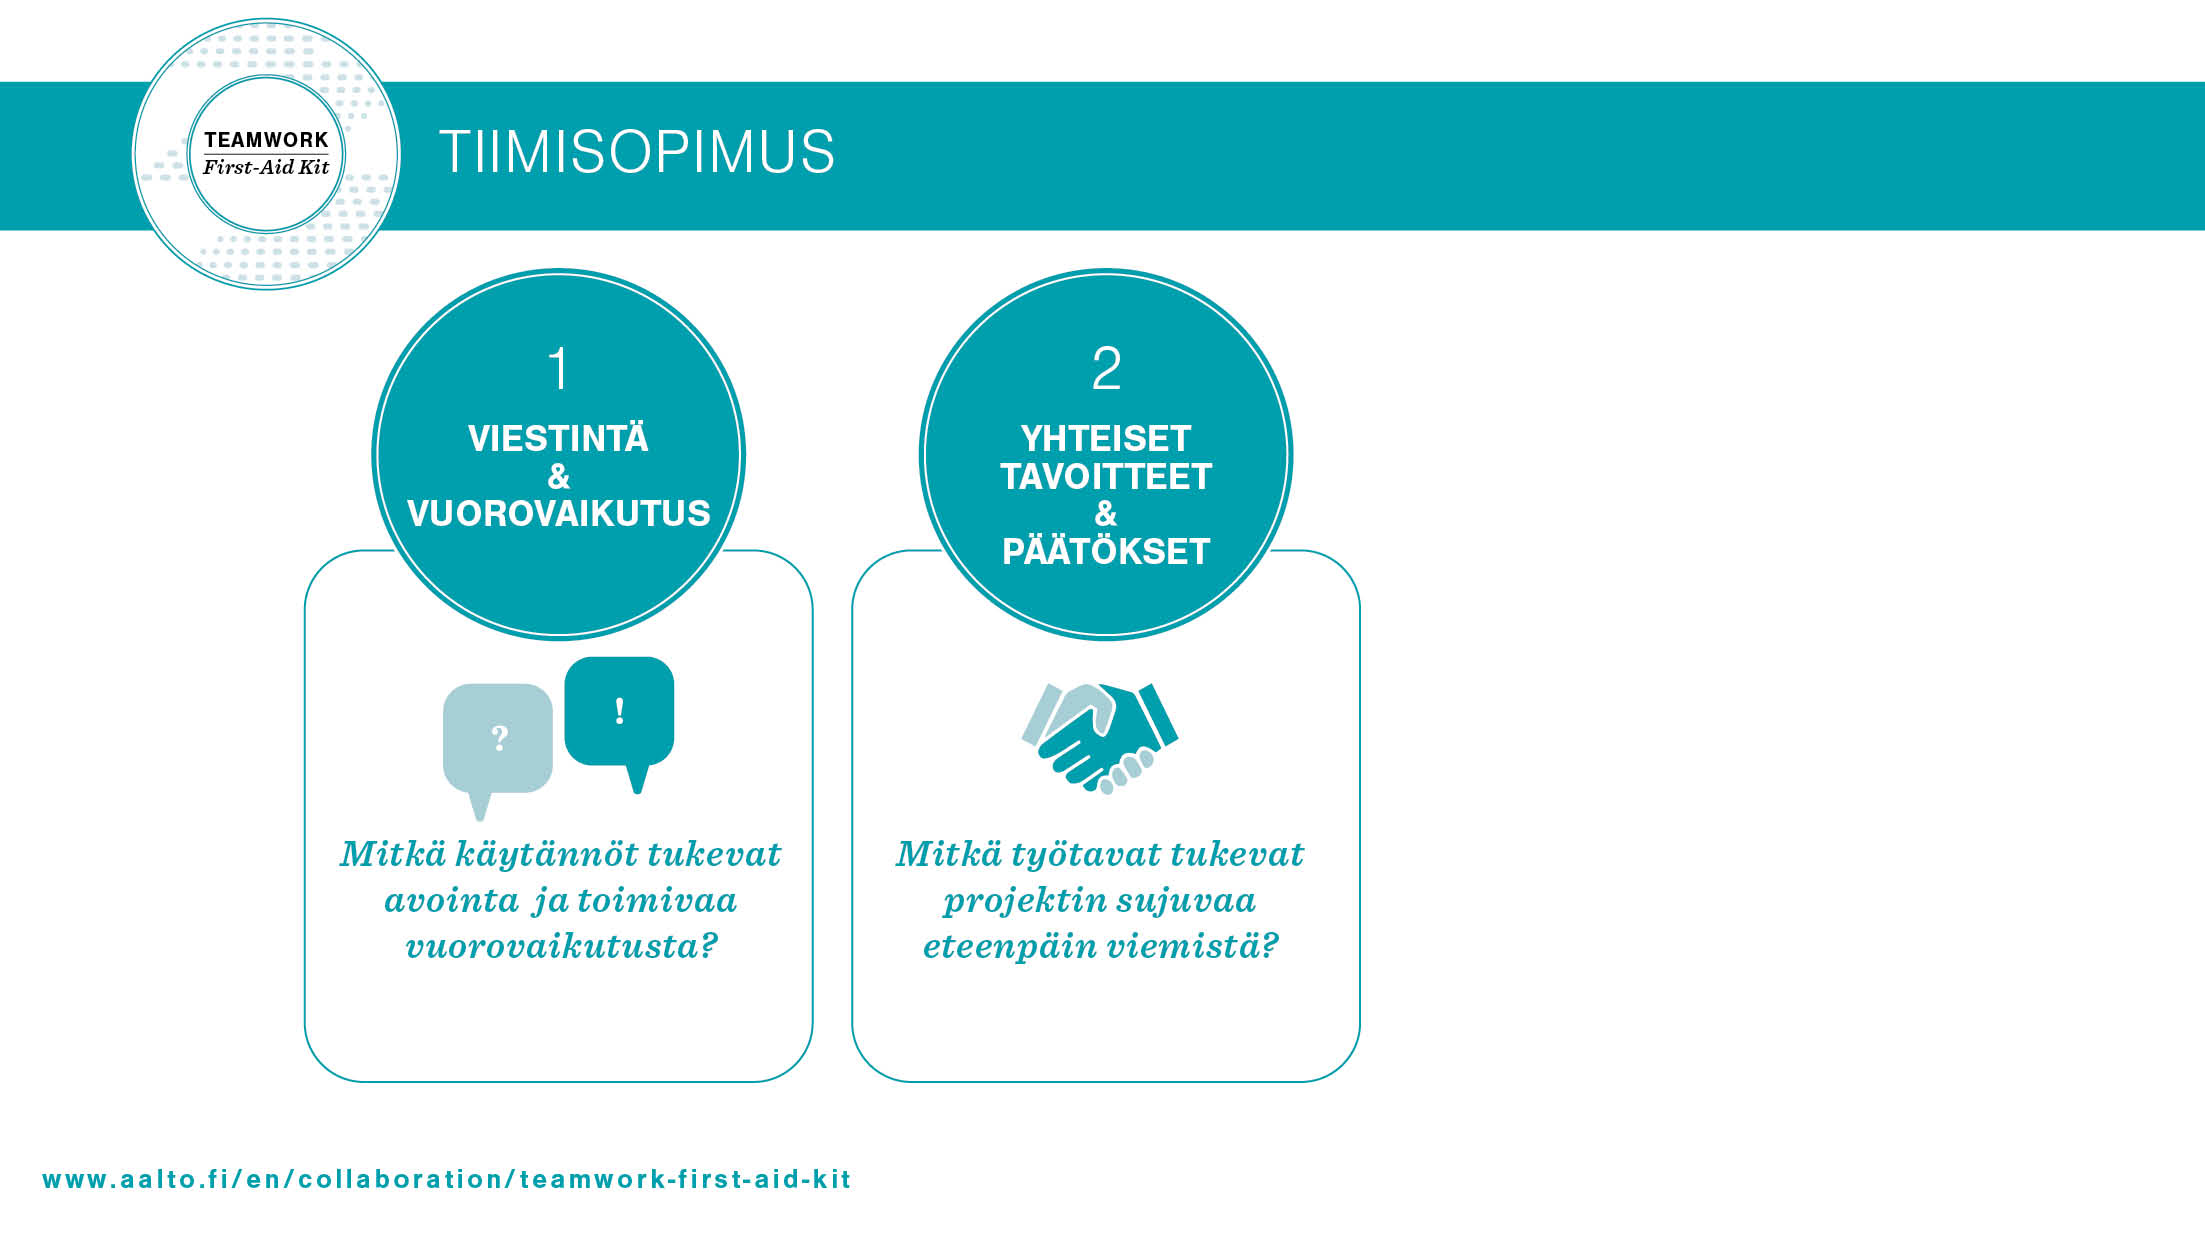 TEAMWORK
First-Aid Kit
TIIMISOPIMUS
1
VIESTINTÄ
&
VUOROVAIKUTUS
?
!
Mitkä käytännöt tukevat
avointa ja toimivaa
vuorovaikutusta?
2
YHTEISET
TAVOITTEET
&
PÄÄTÖKSET
Mitkä työtavat tukevat
projektin sujuvaa
eteenpäin viemistä?
www.aalto.fi/en/collaboration/teamwork-first-aid-kit